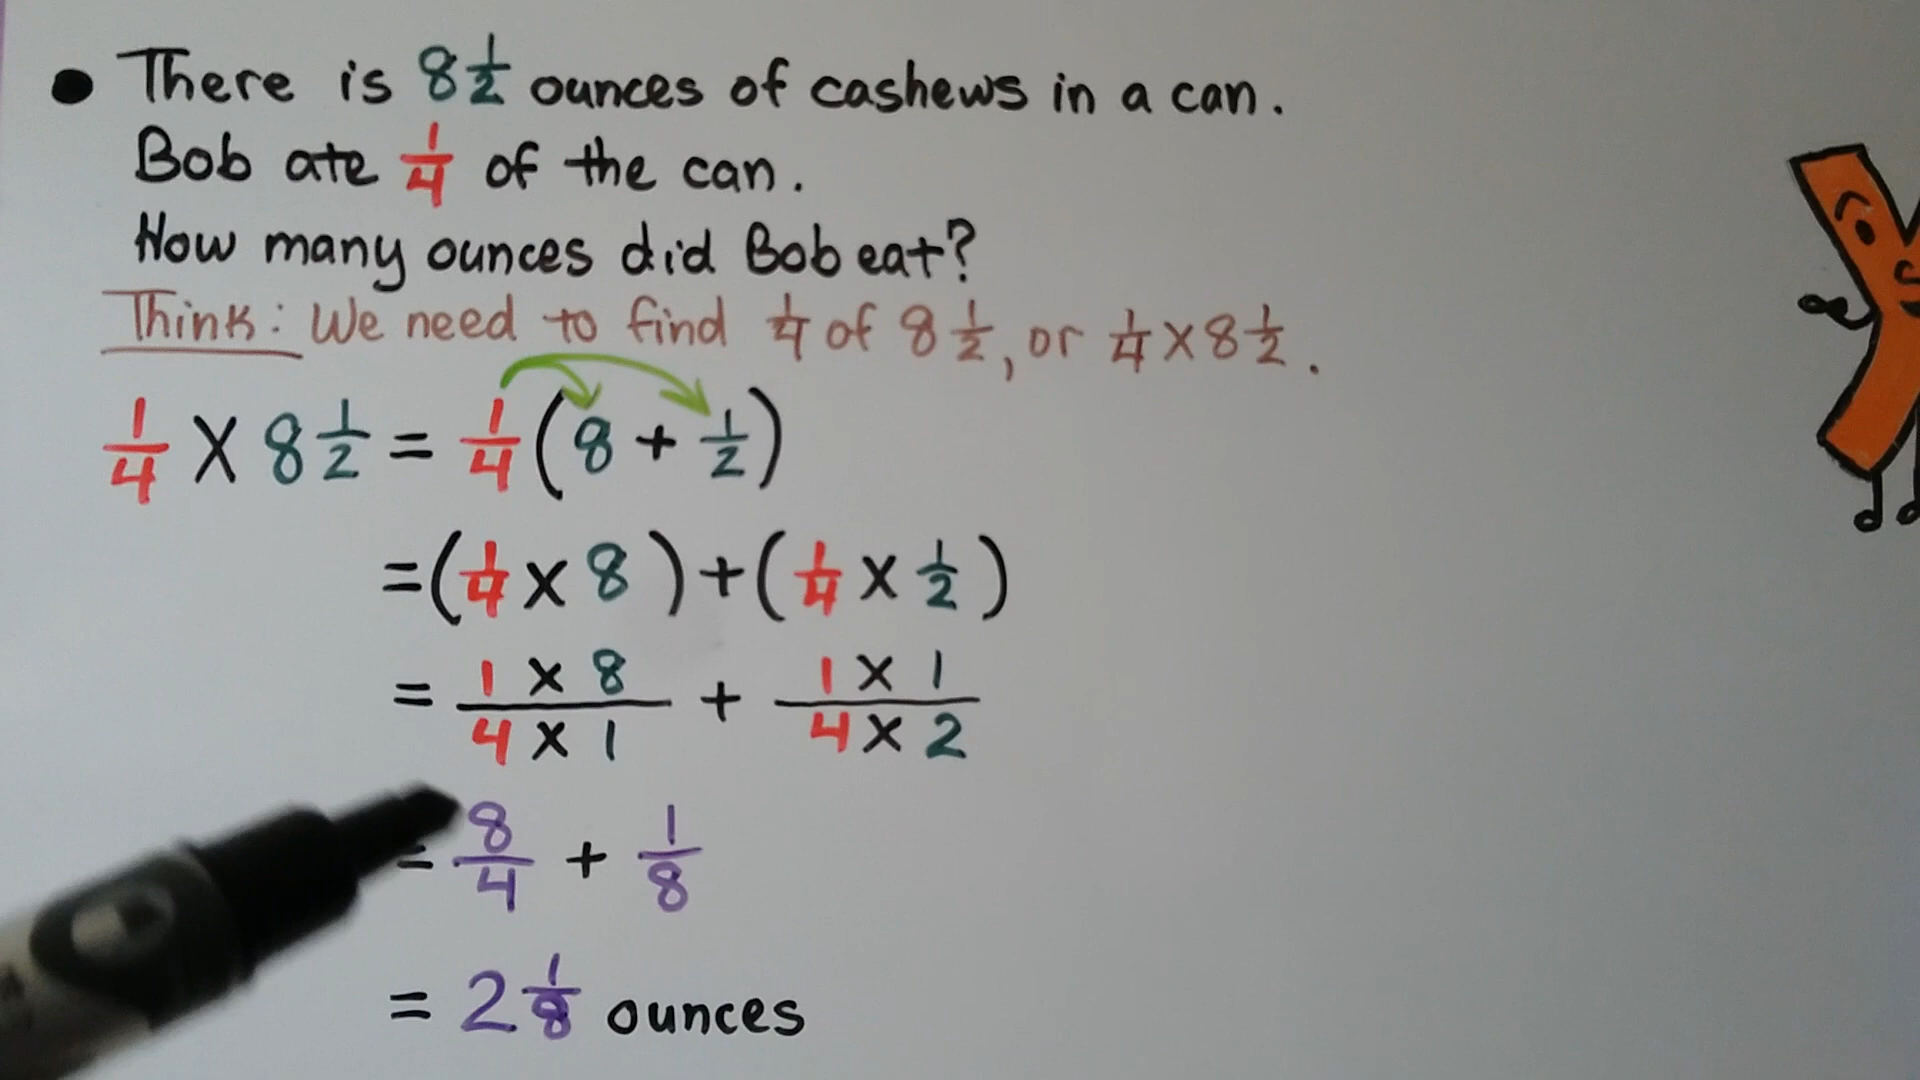 • There is 8 1/2 ounces of cashews in a can.
Bob ate 1/4 of the can.
How many ounces did Bob eat?
Think: We need to find 1/4 of 8 1/2, or 1/4 x 8 1/2.
1/4 X 8 1/2 = 1/4 (8 + 1/2)
= (1/4 x 8) + (1/4 x 1/2)
= (1 x 8)/(4 x 1) + (1 x 1)/(4 x 2)
= 8/4 + 1/8
= 2 1/8 ounces